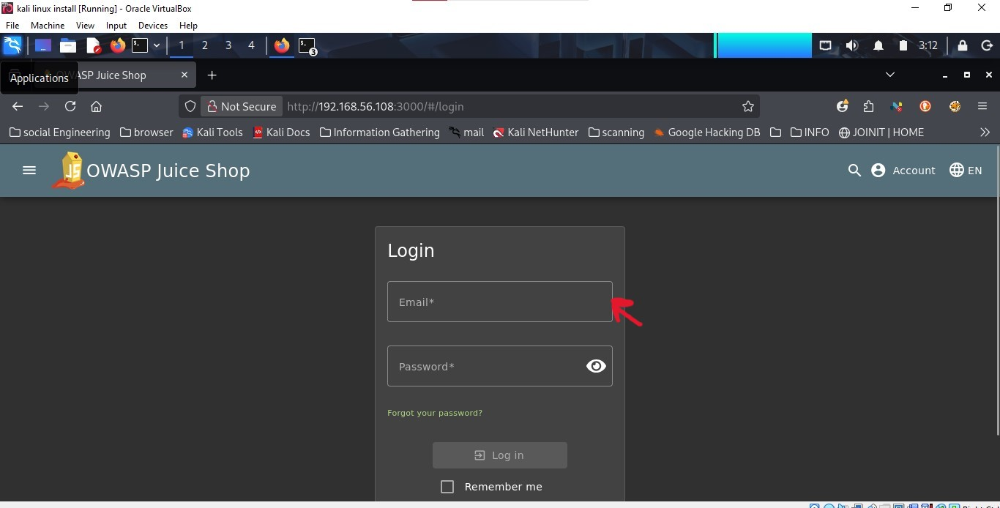 kali linux install [Running] - Oracle VirtualBox
File Machine View Input Devices Help
1 2 3 4 3 3:12
Applications
OWASP Juice Shop
Not Secure http://192.168.56.108:3000/#/login
social Engineering browser Kali Tools Kali Docs Information Gathering mail Kali NetHunter scanning Google Hacking DB INFO JOINIT | HOME
JS OWASP Juice Shop Account EN
Login
Email*
Password*
Forgot your password?
Log in
Remember me